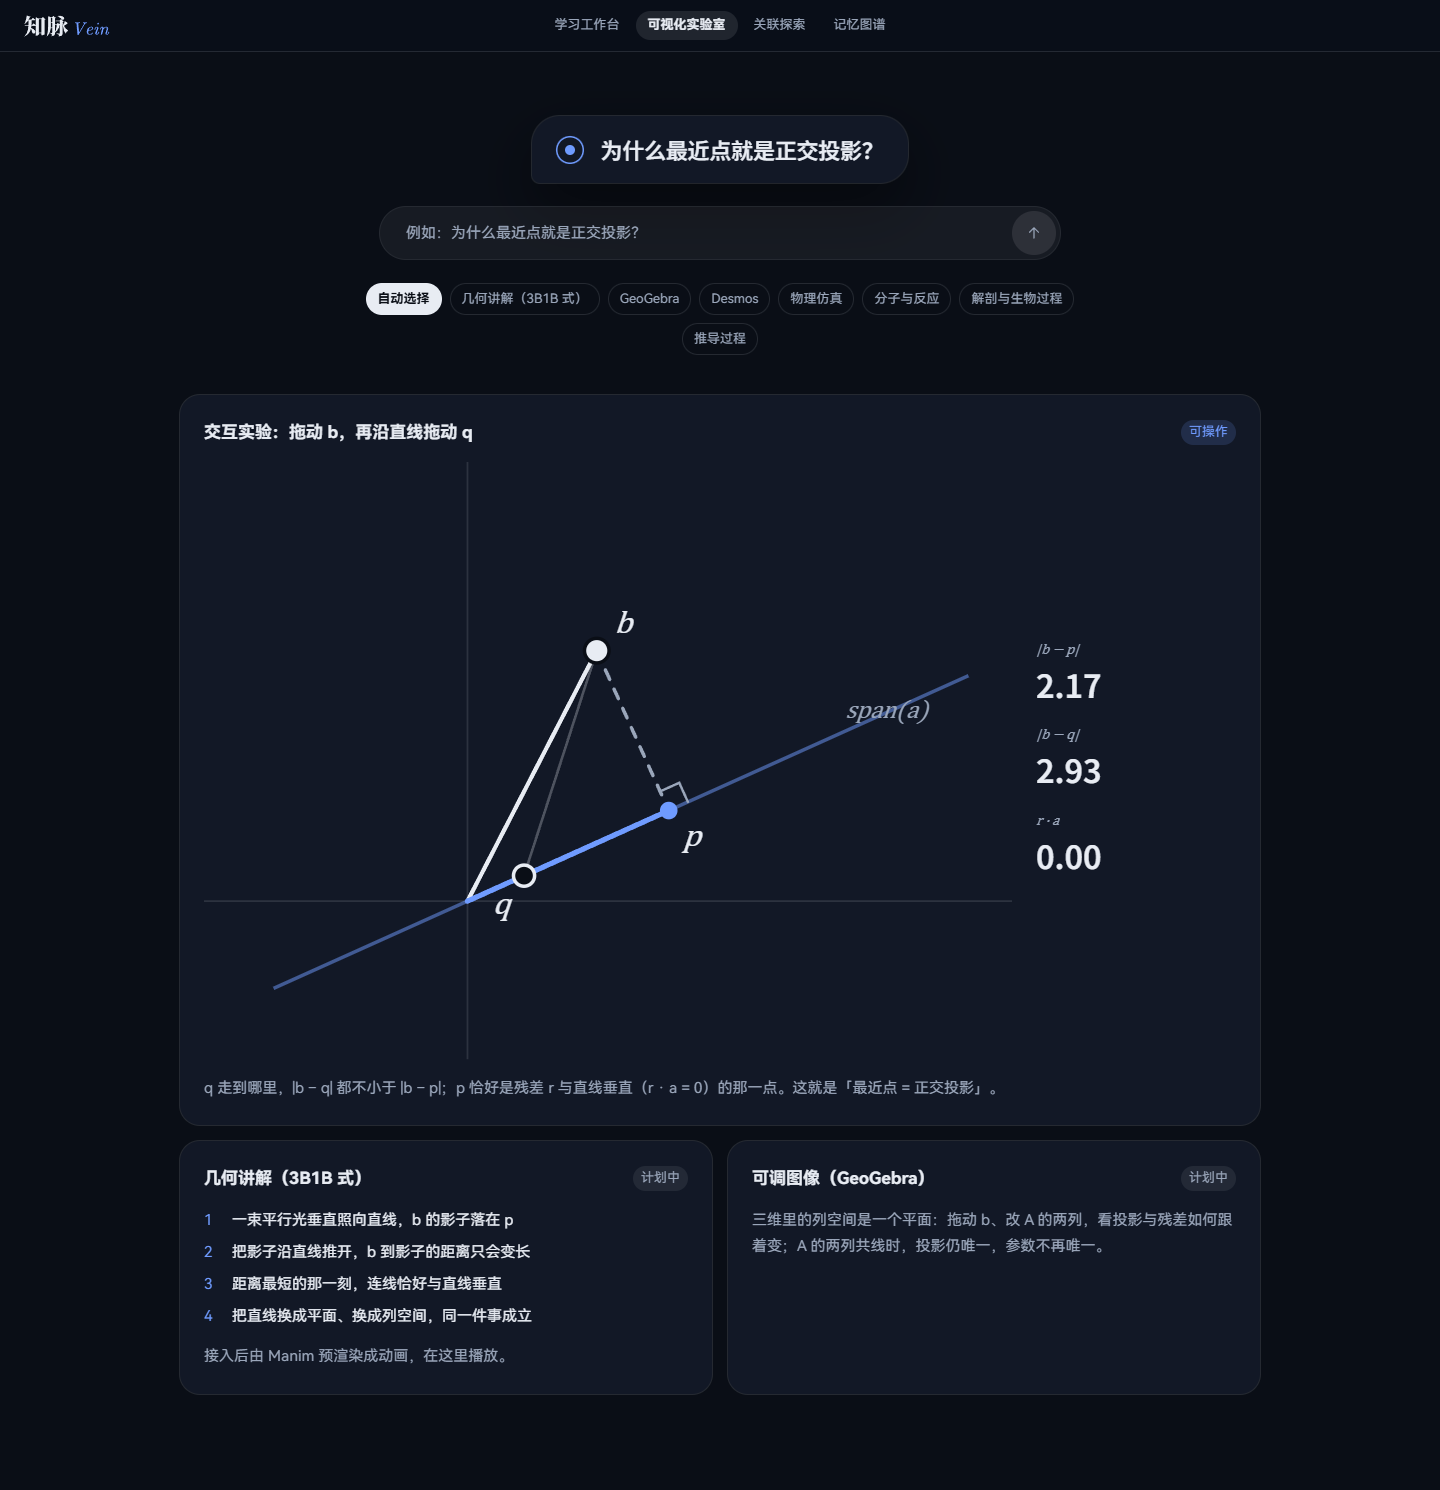 知脉 Vein
学习工作台
可视化实验室
关联探索
记忆图谱
为什么最近点就是正交投影？
例如：为什么最近点就是正交投影？
自动选择
几何讲解（3B1B 式）
GeoGebra
Desmos
物理仿真
分子与反应
解剖与生物过程
推导过程
交互实验：拖动 b，再沿直线拖动 q
可操作
b
span(a)
p
q
|b − p|
2.17
|b − q|
2.93
r · a
0.00
q 走到哪里，|b − q| 都不小于 |b − p|；p 恰好是残差 r 与直线垂直（r · a = 0）的那一点。这就是「最近点 = 正交投影」。
几何讲解（3B1B 式）
计划中
1 一束平行光垂直照向直线，b 的影子落在 p
2 把影子沿直线推开，b 到影子的距离只会变长
3 距离最短的那一刻，连线恰好与直线垂直
4 把直线换成平面、换成列空间，同一件事成立
接入后由 Manim 预渲染成动画，在这里播放。
可调图像（GeoGebra）
计划中
三维里的列空间是一个平面：拖动 b、改 A 的两列，看投影与残差如何跟
着变；A 的两列共线时，投影仍唯一，参数不再唯一。